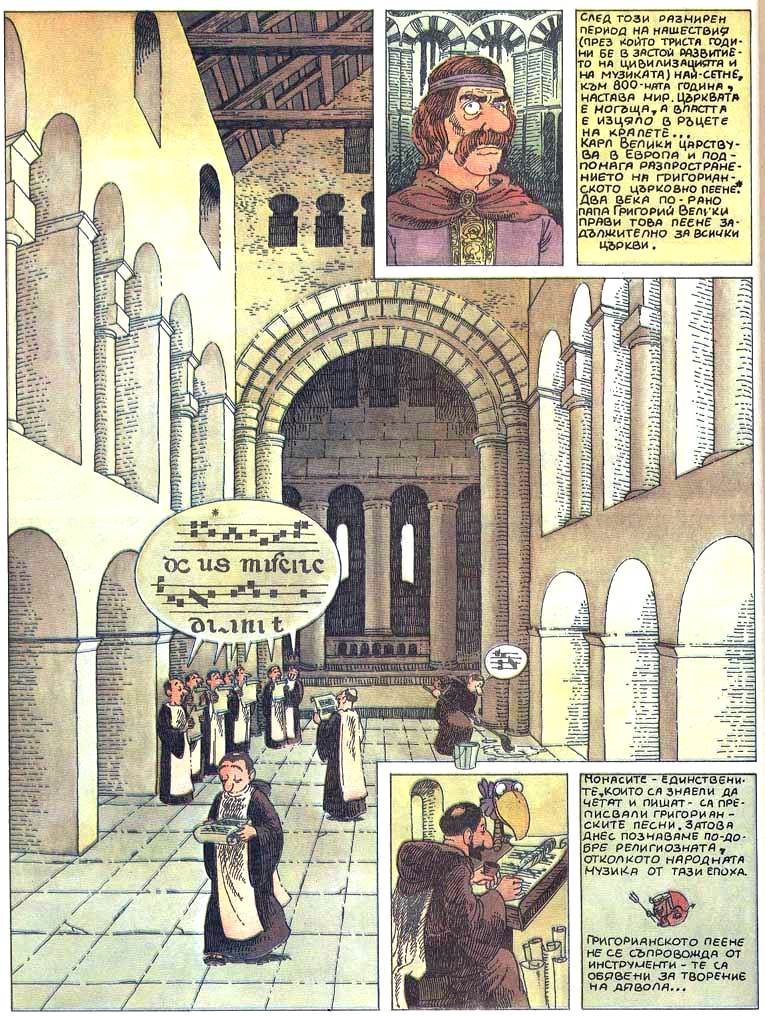 СЛЕД ТОЗИ РАЗМИРЕН
ПЕРИОД НА НАШЕСТВИЯ
(ПРЕЗ КОЙТО ТРИСТА ГОДИ-
НИ БЕ В ЗАСТОЙ РАЗВИТИЕ-
ТО НА ЦИВИЛИЗАЦИЯТА И
НА МУЗИКАТА) НАЙ-СЕТНЕ,
КЪМ 800-НАТА ГОДИНА,
НАСТАВА МИР. ЦЪРКВАТА
Е МОГЪЩА, А ВЛАСТТА
Е ИЗЦЯЛО В РЪЦЕТЕ
НА КРАЛЕТЕ...
КАРЛ ВЕЛИКИ ЦАРСТВУ-
ВА В ЕВРОПА И ПОД-
ПОМАГА РАЗПРОСТРАНЕ-
НИЕТО НА ГРИГОРИАН-
СКОТО ЦЪРКОВНО ПЕЕНЕ.*
ДВА ВЕКА ПО-РАНО
ПАПА ГРИГОРИЙ ВЕЛИКИ
ПРАВИ ТОВА ПЕЕНЕ ЗА-
ДЪЛЖИТЕЛНО ЗА ВСИЧКИ
ЦЪРКВИ.
*
us
МОНАСИТЕ - ЕДИНСТВЕНИ-
ТЕ, КОИТО СА ЗНАЕЛИ ДА
ЧЕТАТ И ПИШАТ - СА ПРЕ-
ПИСВАЛИ ГРИГОРИАН-
СКИТЕ ПЕСНИ. ЗАТОВА
ДНЕС ПОЗНАВАМЕ ПО-ДО-
БРЕ РЕЛИГИОЗНАТА,
ОТКОЛКОТО НАРОДНАТА
МУЗИКА ОТ ТАЗИ ЕПОХА.
ГРИГОРИАНСКОТО ПЕЕНЕ
НЕ СЕ СЪПРОВОЖДА ОТ
ИНСТРУМЕНТИ - ТЕ СА
ОБЯВЕНИ ЗА ТВОРЕНИЕ
НА ДЯВОЛА...